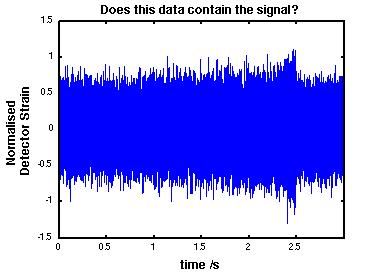 Does this data contain the signal?
1.5
1
0.5
0
-0.5
-1
-1.5
Normalised
Detector Strain
0 0.5 1 1.5 2 2.5 3
time /s